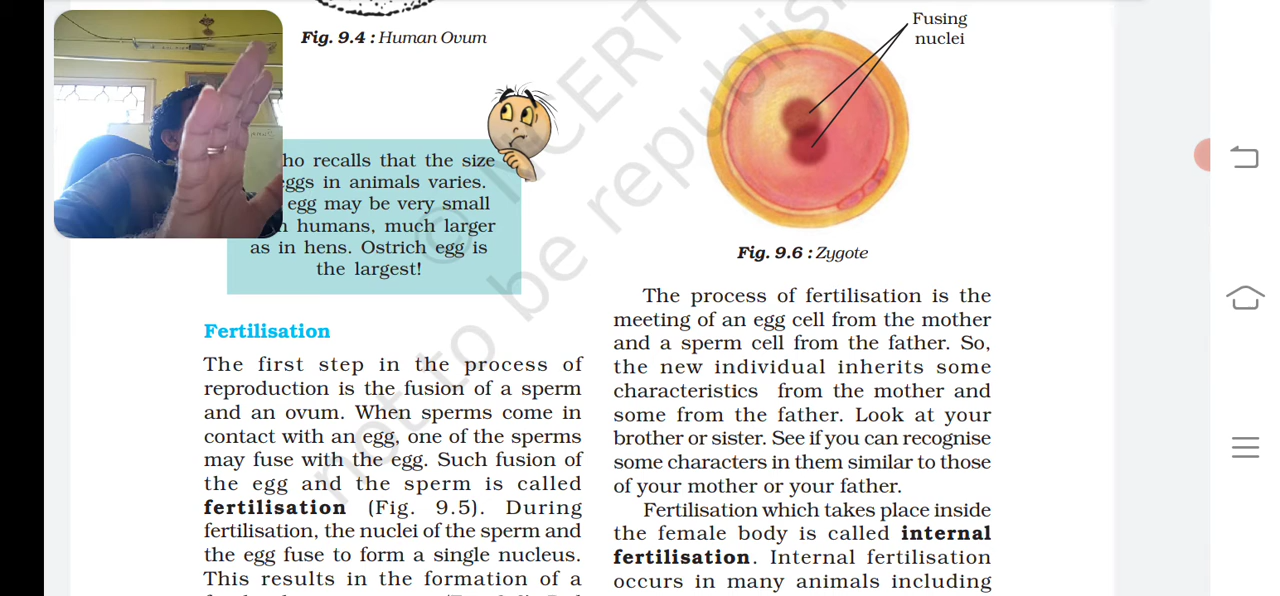 Fig. 9.4 : Human Ovum
ho recalls that the size
eggs in animals varies.
egg may be very small
humans, much larger
as in hens. Ostrich egg is
the largest!
Fertilisation
The first step in the process of
reproduction is the fusion of a sperm
and an ovum. When sperms come in
contact with an egg, one of the sperms
may fuse with the egg. Such fusion of
the egg and the sperm is called
fertilisation (Fig. 9.5). During
fertilisation, the nuclei of the sperm and
the egg fuse to form a single nucleus.
This results in the formation of a
Fusing
nuclei
Fig. 9.6 : Zygote
The process of fertilisation is the
meeting of an egg cell from the mother
and a sperm cell from the father. So,
the new individual inherits some
characteristics from the mother and
some from the father. Look at your
brother or sister. See if you can recognise
some characters in them similar to those
of your mother or your father.
Fertilisation which takes place inside
the female body is called internal
fertilisation. Internal fertilisation
occurs in many animals including
© NCERT
not to be republish